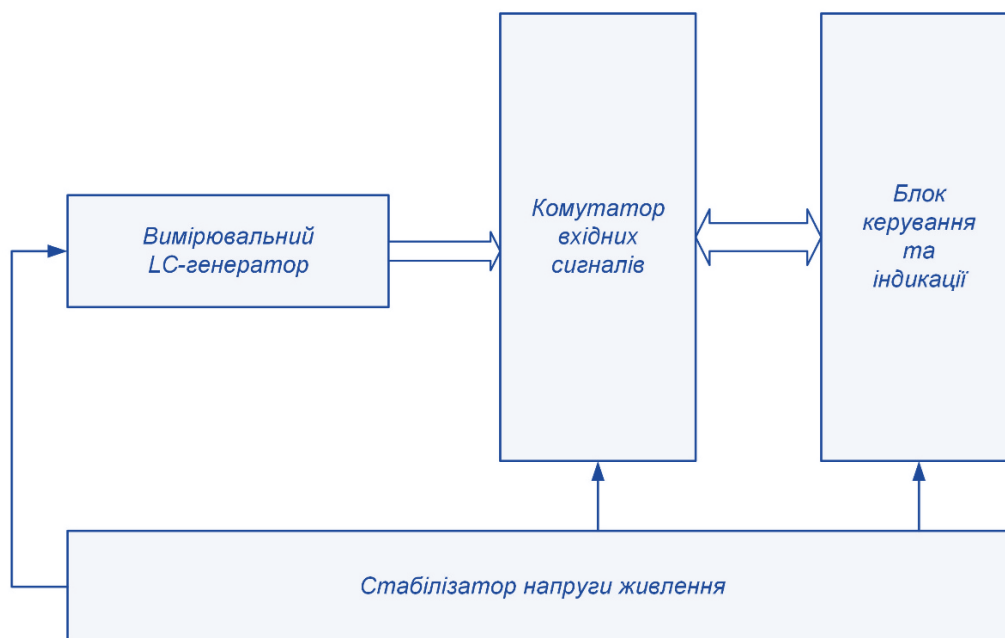 Вимірювальний
LC-генератор
Комутатор
вхідних
сигналів
Блок
керування
та
індикації
Стабілізатор напруги живлення